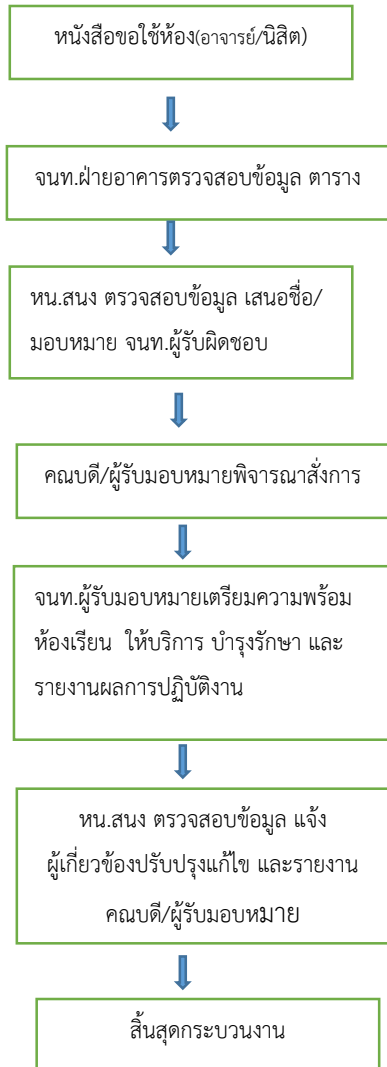 หนังสือขอใช้ห้อง(อาจารย์/นิสิต)
จนท.ฝ่ายอาคารตรวจสอบข้อมูล ตาราง
หน.สนง ตรวจสอบข้อมูล เสนอชื่อ/
มอบหมาย จนท.ผู้รับผิดชอบ
คณบดี/ผู้รับมอบหมายพิจารณาสั่งการ
จนท.ผู้รับมอบหมายเตรียมความพร้อม
ห้องเรียน ให้บริการ บำรุงรักษา และ
รายงานผลการปฏิบัติงาน
หน.สนง ตรวจสอบข้อมูล แจ้ง
ผู้เกี่ยวข้องปรับปรุงแก้ไข และรายงาน
คณบดี/ผู้รับมอบหมาย
สิ้นสุดกระบวนงาน